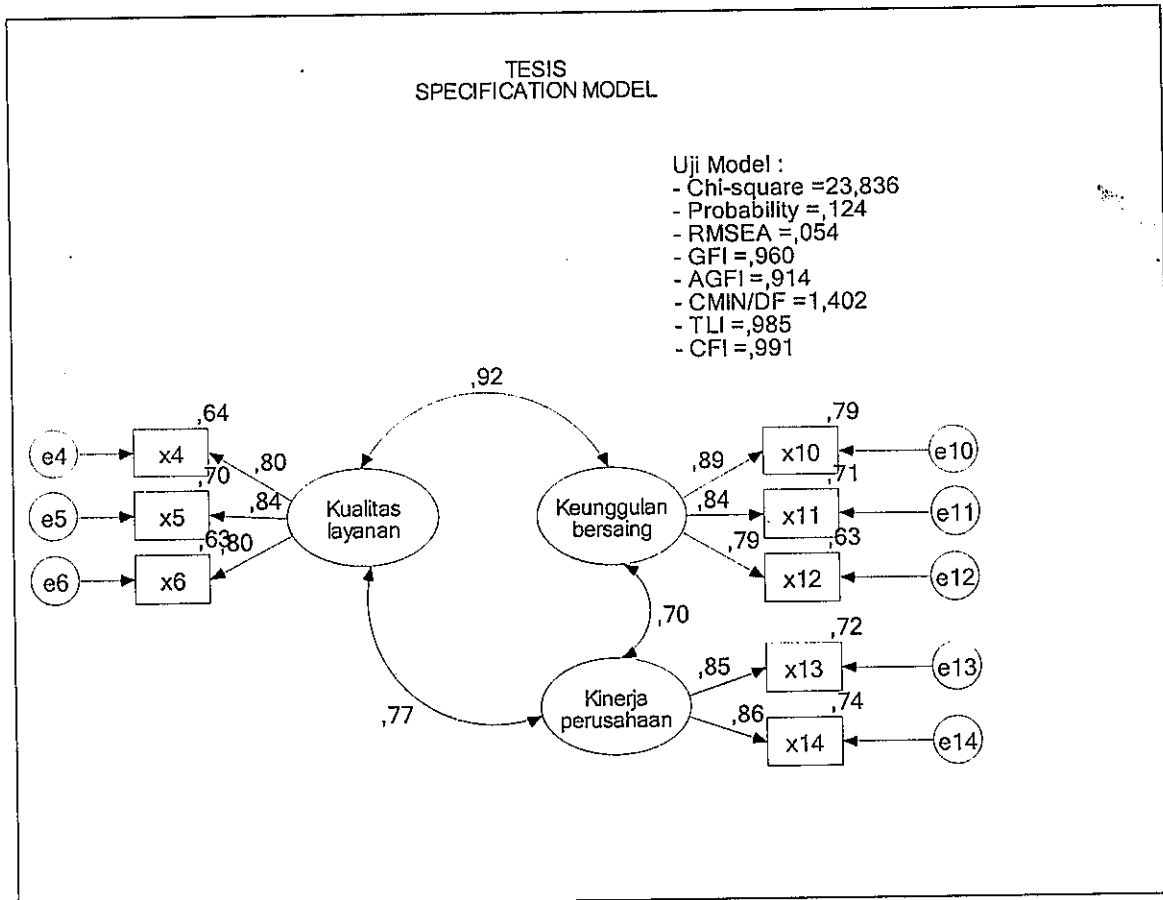 TESIS
SPECIFICATION MODEL
Uji Model :
- Chi-square =23,836
- Probability =,124
- RMSEA =,054
- GFI =,960
- AGFI =,914
- CMIN/DF =1,402
- TLI =,985
- CFI =,991
,92
,64
e4
x4
,80
,70
e5
x5
,84
,63
e6
x6
,80
Kualitas
layanan
Keunggulan
bersaing
,79
,89
x10
e10
,71
,84
x11
e11
,63
,79
x12
e12
,70
,77
Kinerja
perusahaan
,72
,85
x13
e13
,74
,86
x14
e14